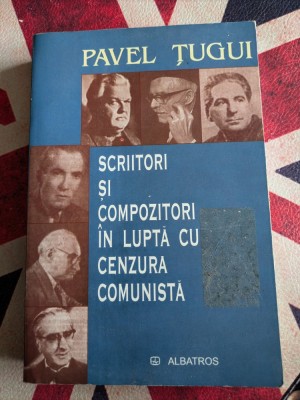 PAVEL ȚUGUI
SCRIITORI
ȘI
COMPOZITORI
ÎN LUPTĂ CU
CENZURA
COMUNISTĂ
ALBATROS